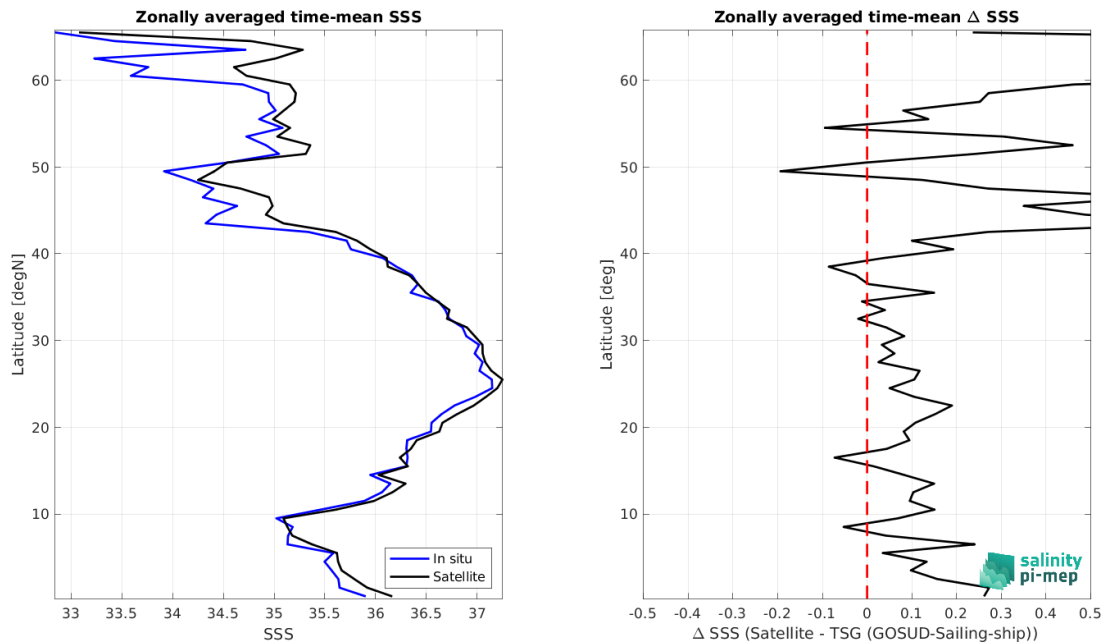 Zonally averaged time-mean SSS
Latitude [degN]
60
50
40
30
20
10
33 33.5 34 34.5 35 35.5 36 36.5 37
SSS
In situ
Satellite
Zonally averaged time-mean Δ SSS
Latitude [deg]
60
50
40
30
20
10
-0.5 -0.4 -0.3 -0.2 -0.1 0 0.1 0.2 0.3 0.4 0.5
Δ SSS (Satellite - TSG (GOSUD-Sailing-ship))
salinity
pi-mep